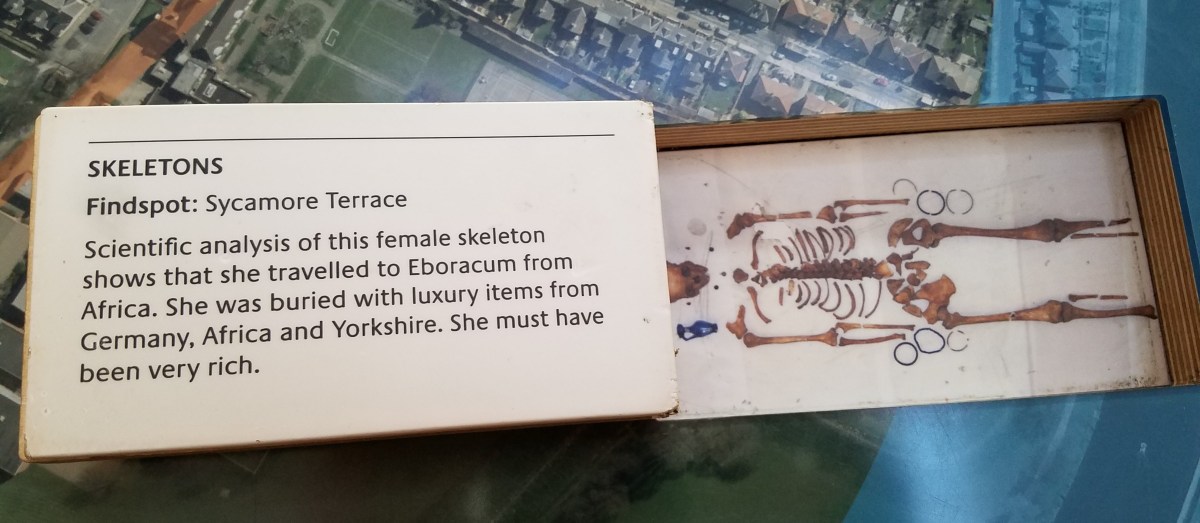 SKELETONS
Findspot: Sycamore Terrace
Scientific analysis of this female skeleton
shows that she travelled to Eboracum from
Africa. She was buried with luxury items from
Germany, Africa and Yorkshire. She must have
been very rich.